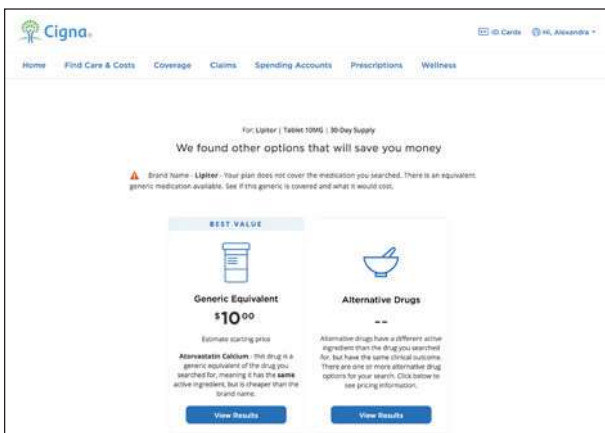 Cigna®
ID Cards Hi, Alexandra
Home Find Care & Costs Coverage Claims Spending Accounts Prescriptions Wellness
For: Lipitor | Tablet 10MG | 30-Day Supply
We found other options that will save you money
Brand Name - Lipitor - Your plan does not cover the medication you searched. There is an equivalent
generic medication available. See if this generic is covered and what it would cost.
BEST VALUE
Generic Equivalent
$10.00
Estimate starting price
Atorvastatin Calcium - this drug is a
generic equivalent of the drug you
searched for, meaning it has the same
active ingredient, but is cheaper than the
brand name.
View Results
Alternative Drugs
--
Alternative drugs have a different active
ingredient than the drug you searched
for, but have the same clinical outcome.
There are one or more alternative drug
options for your search. Click below to
see pricing information.
View Results